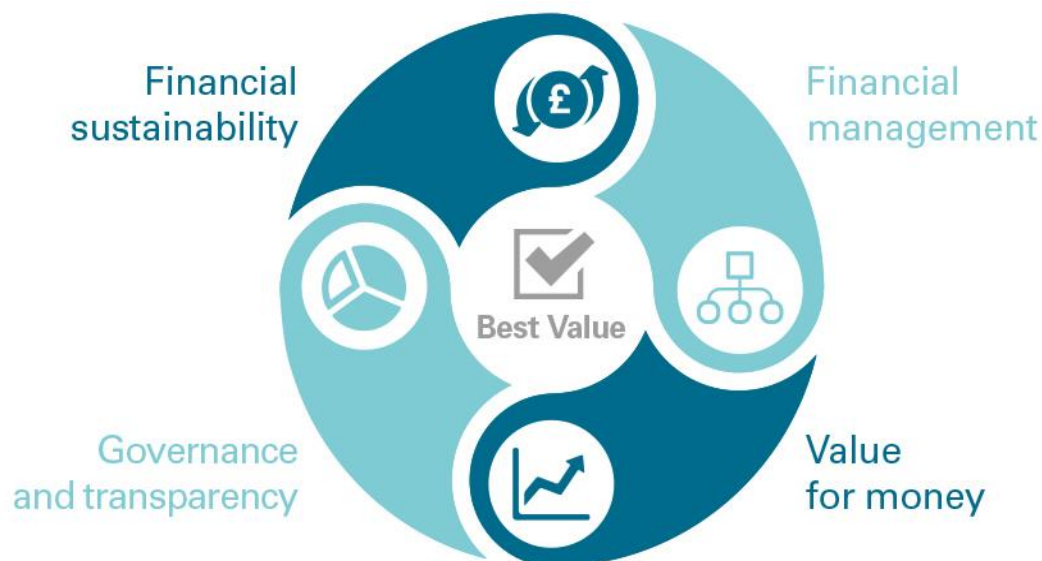 Financial
sustainability
Financial
management
£
Best Value
Governance
and transparency
Value
for money